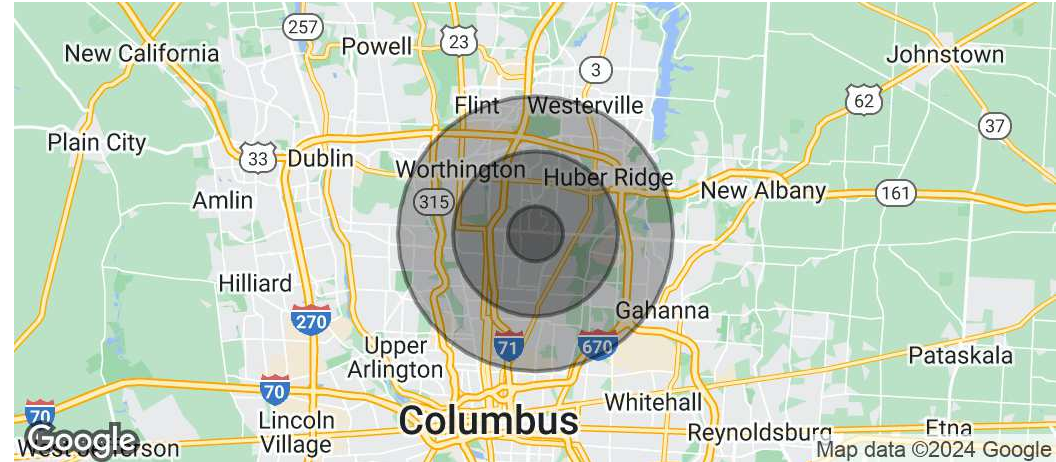 257
Powell
23
New California
3
Johnstown
62
Flint
Westerville
37
Plain City
33
Dublin
Worthington
Huber Ridge
New Albany
161
Amlin
315
Hilliard
270
Gahanna
71
670
Upper
Arlington
Pataskala
70
Whitehall
70
Lincoln
Village
Columbus
Reynoldsburg
Etna
West Jefferson
Google
Map data ©2024 Google